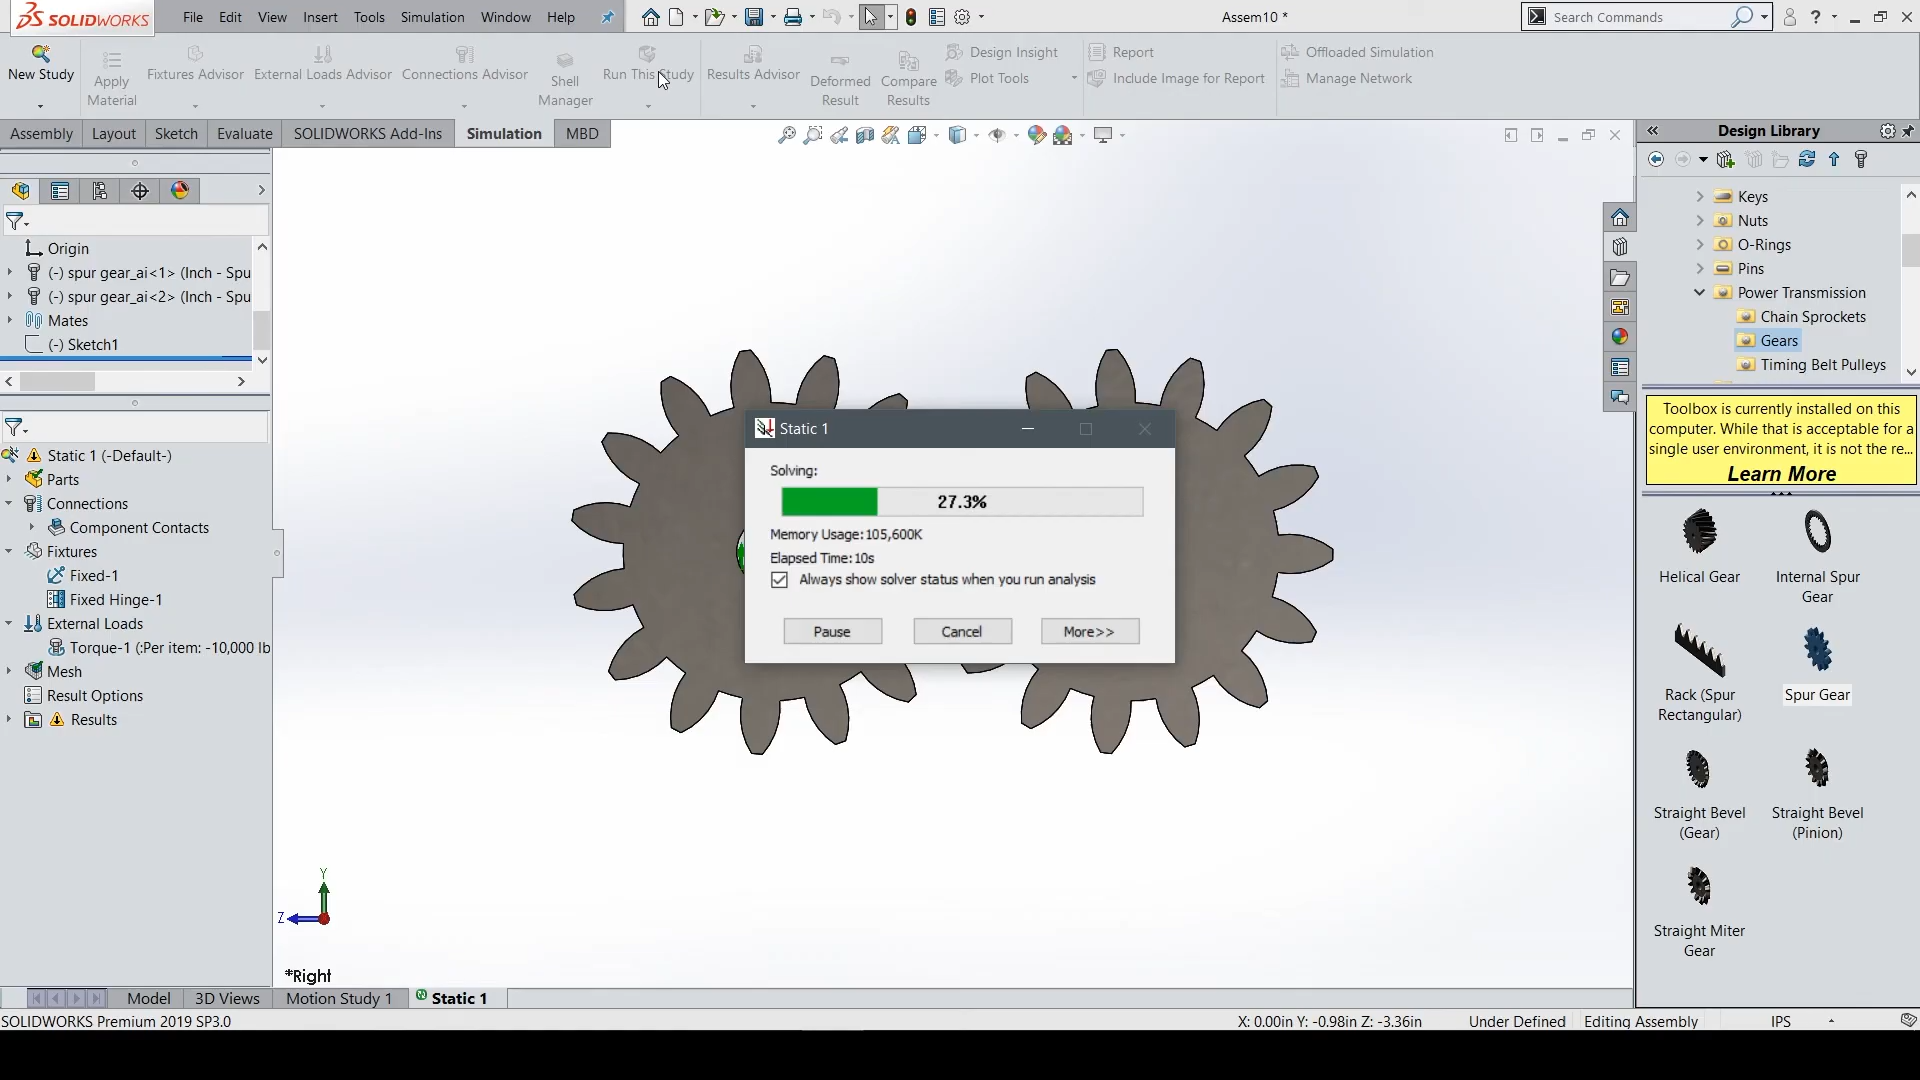 SOLIDWORKS File Edit View Insert Tools Simulation Window Help Assem10 * Search Commands ?
New Study
Apply Material
Fixtures Advisor
External Loads Advisor
Connections Advisor
Shell Manager
Run This Study
Results Advisor
Deformed Result
Compare Results
Design Insight
Plot Tools
Report
Include Image for Report
Offloaded Simulation
Manage Network
Assembly Layout Sketch Evaluate SOLIDWORKS Add-Ins Simulation MBD
Origin
(-) spur gear_ai<1> (Inch - Spu
(-) spur gear_ai<2> (Inch - Spu
Mates
(-) Sketch1
Static 1 (-Default-)
Parts
Connections
Component Contacts
Fixtures
Fixed-1
Fixed Hinge-1
External Loads
Torque-1 (:Per item: -10,000 lb
Mesh
Result Options
Results
Static 1
Solving:
27.3%
Memory Usage:105,600K
Elapsed Time:10s
Always show solver status when you run analysis
Pause Cancel More>>
Y
Z
*Right
Design Library
Keys
Nuts
O-Rings
Pins
Power Transmission
Chain Sprockets
Gears
Timing Belt Pulleys
Toolbox is currently installed on this
computer. While that is acceptable for a
single user environment, it is not the re...
Learn More
Helical Gear
Internal Spur
Gear
Rack (Spur
Rectangular)
Spur Gear
Straight Bevel
(Gear)
Straight Bevel
(Pinion)
Straight Miter
Gear
Model 3D Views Motion Study 1 Static 1
SOLIDWORKS Premium 2019 SP3.0 X: 0.00in Y: -0.98in Z: -3.36in Under Defined Editing Assembly IPS